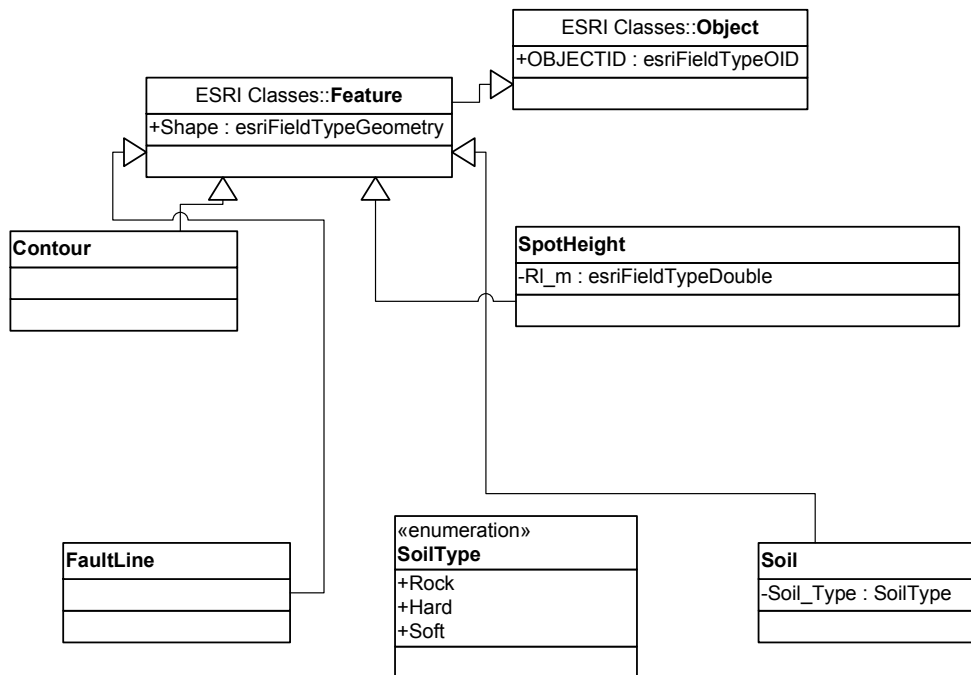 ESRI Classes::Object
+OBJECTID : esriFieldTypeOID
ESRI Classes::Feature
+Shape : esriFieldTypeGeometry
Contour
SpotHeight
-Rl_m : esriFieldTypeDouble
FaultLine
«enumeration»
SoilType
+Rock
+Hard
+Soft
Soil
-Soil_Type : SoilType